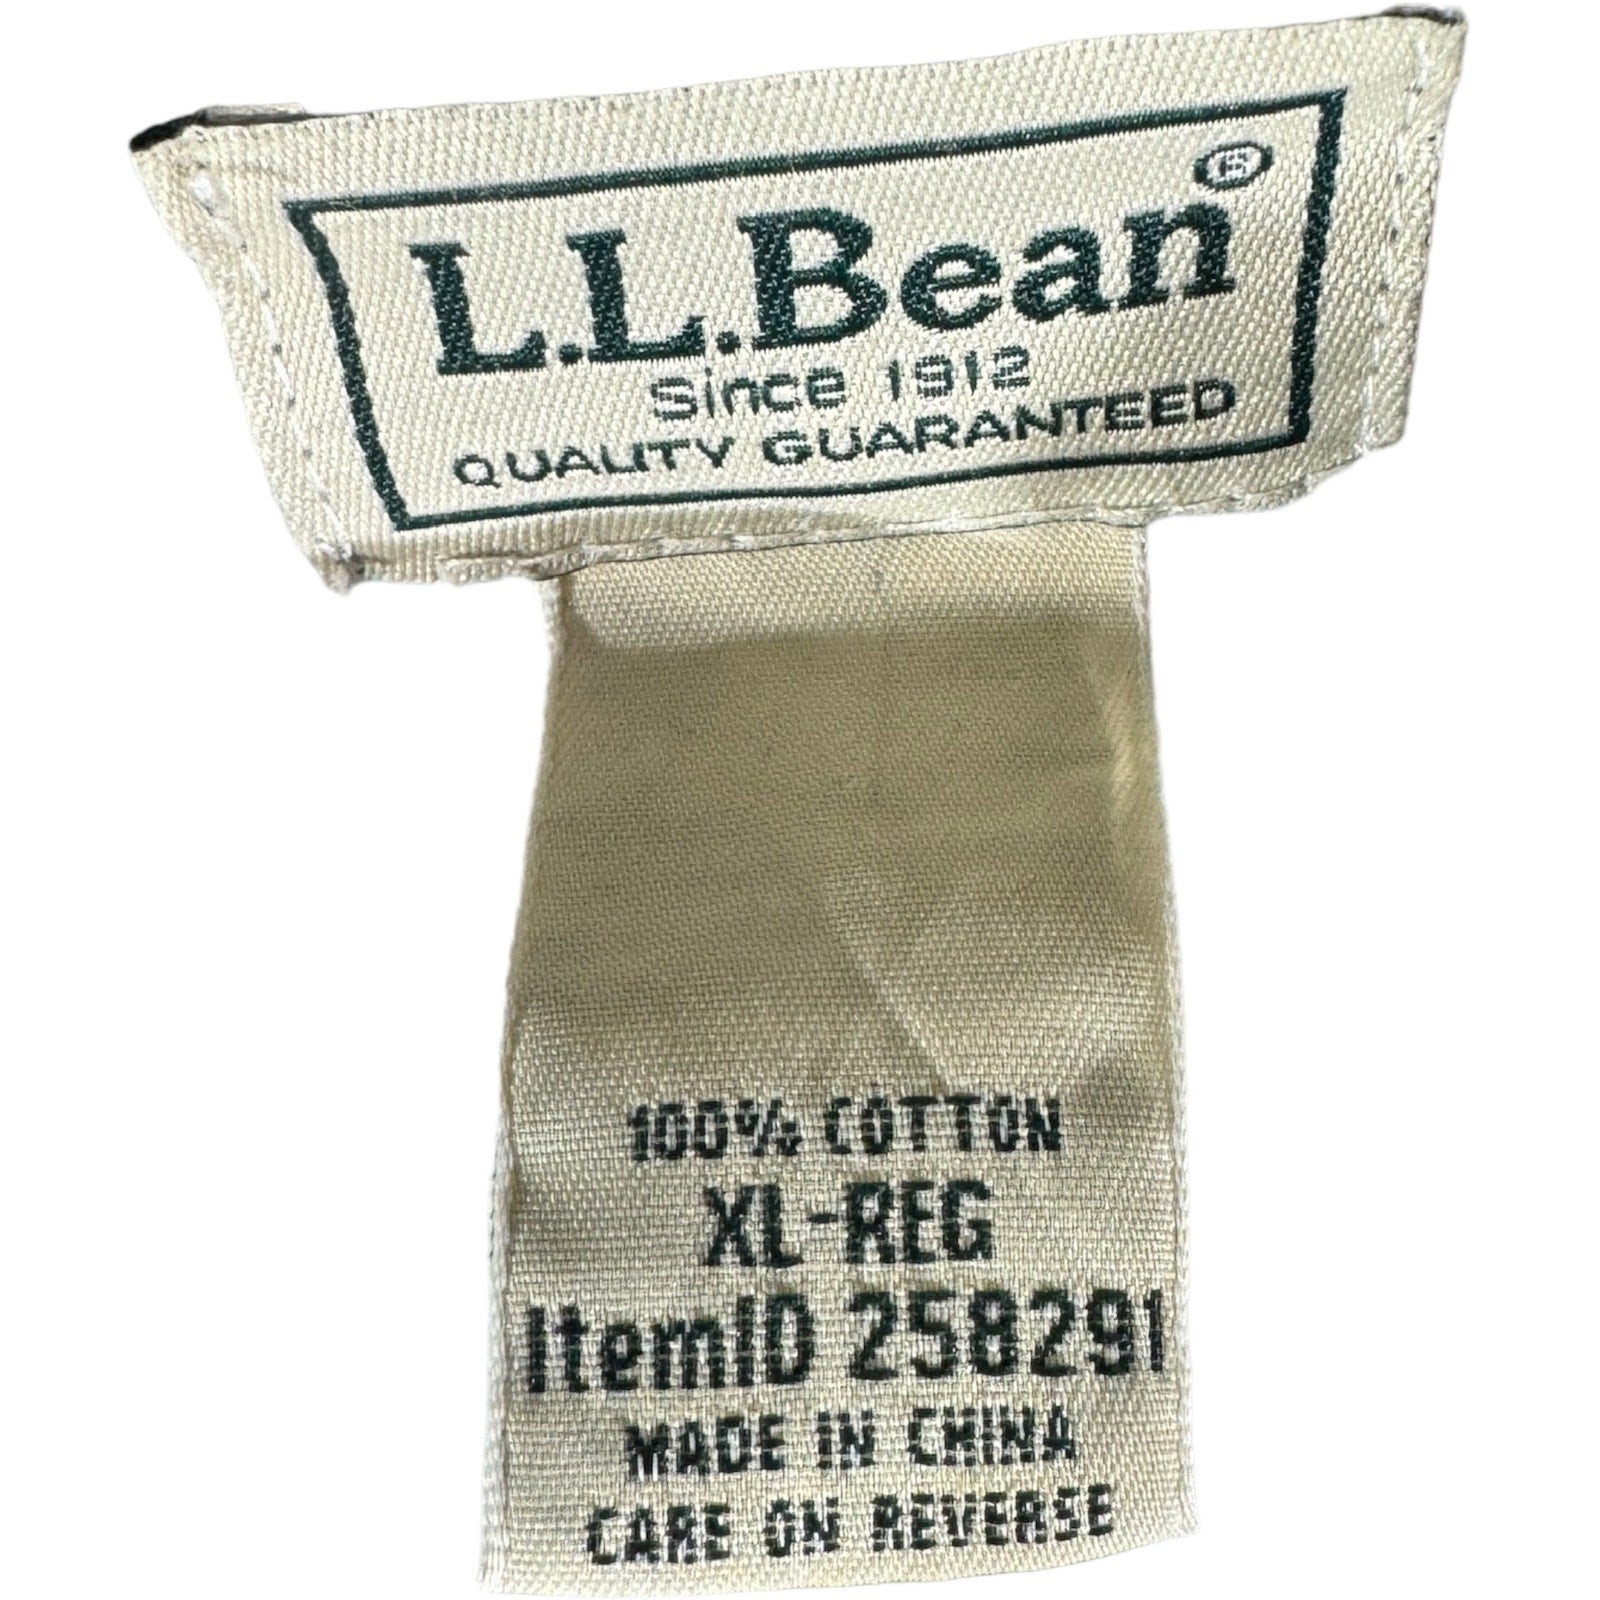 L.L.Bean®
Since 1912
QUALITY GUARANTEED
100% COTTON
XL-REG
ItemID 258291
MADE IN CHINA
CARE ON REVERSE